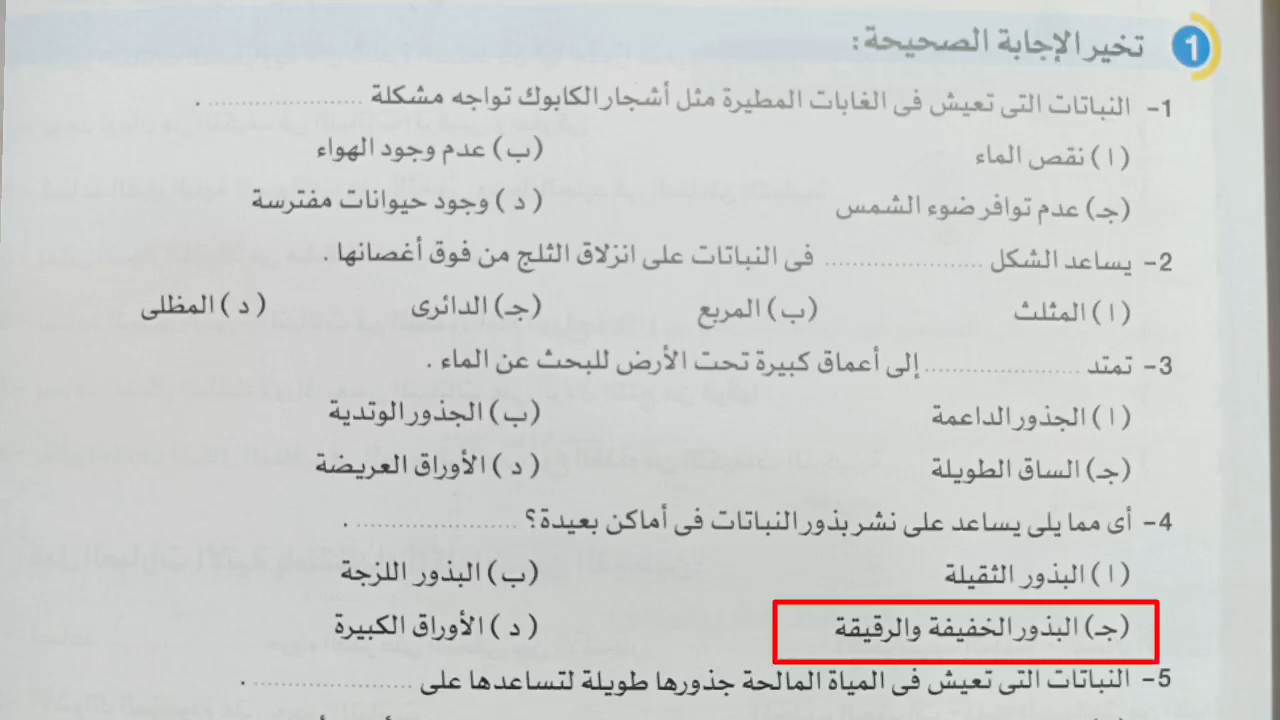 1 تخير الإجابة الصحيحة:
1- النباتات التى تعيش فى الغابات المطيرة مثل أشجار الكابوك تواجه مشكلة .................... .
(ا) نقص الماء (ب) عدم وجود الهواء
(جـ) عدم توافر ضوء الشمس (د) وجود حيوانات مفترسة
2- يساعد الشكل .................... فى النباتات على انزلاق الثلج من فوق أغصانها .
(ا) المثلث (ب) المربع (جـ) الدائرى (د) المظلى
3- تمتد .................... إلى أعماق كبيرة تحت الأرض للبحث عن الماء .
(ا) الجذور الداعمة (ب) الجذور الوتدية
(جـ) الساق الطويلة (د) الأوراق العريضة
4- أى مما يلى يساعد على نشر بذور النباتات فى أماكن بعيدة؟ .................... .
(ا) البذور الثقيلة (ب) البذور اللزجة
(جـ) البذور الخفيفة والرقيقة (د) الأوراق الكبيرة
5- النباتات التى تعيش فى المياة المالحة جذورها طويلة لتساعدها على .................... .